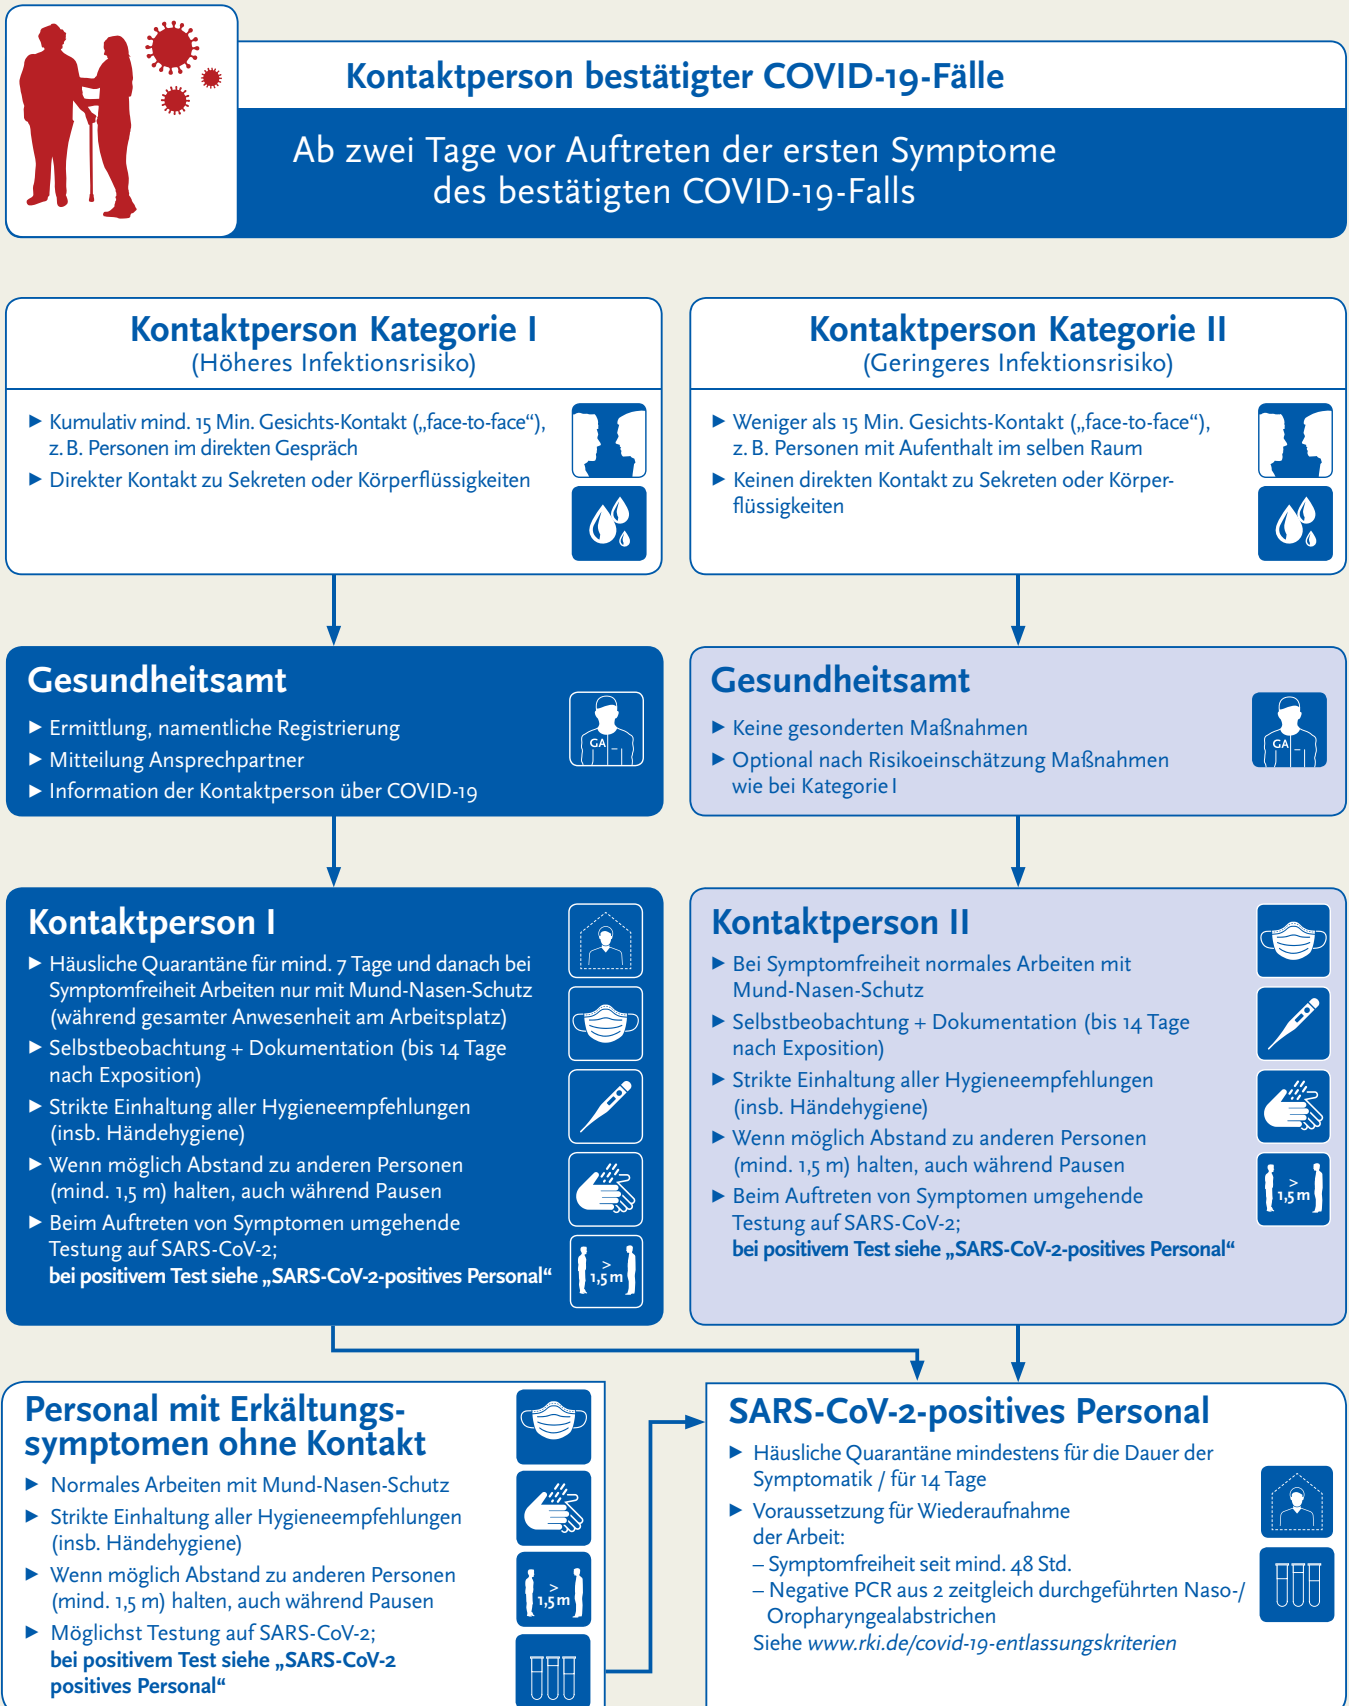 Kontaktperson bestätigter COVID-19-Fälle
Ab zwei Tage vor Auftreten der ersten Symptome
des bestätigten COVID-19-Falls
Kontaktperson Kategorie I
(Höheres Infektionsrisiko)
▶ Kumulativ mind. 15 Min. Gesichts-Kontakt („face-to-face“),
z. B. Personen im direkten Gespräch
▶ Direkter Kontakt zu Sekreten oder Körperflüssigkeiten
Kontaktperson Kategorie II
(Geringeres Infektionsrisiko)
▶ Weniger als 15 Min. Gesichts-Kontakt („face-to-face“),
z. B. Personen mit Aufenthalt im selben Raum
▶ Keinen direkten Kontakt zu Sekreten oder Körper-
flüssigkeiten
Gesundheitsamt
▶ Ermittlung, namentliche Registrierung
▶ Mitteilung Ansprechpartner
▶ Information der Kontaktperson über COVID-19
GA
Gesundheitsamt
▶ Keine gesonderten Maßnahmen
▶ Optional nach Risikoeinschätzung Maßnahmen
wie bei Kategorie I
GA
Kontaktperson I
▶ Häusliche Quarantäne für mind. 7 Tage und danach bei
Symptomfreiheit Arbeiten nur mit Mund-Nasen-Schutz
(während gesamter Anwesenheit am Arbeitsplatz)
▶ Selbstbeobachtung + Dokumentation (bis 14 Tage
nach Exposition)
▶ Strikte Einhaltung aller Hygieneempfehlungen
(insb. Händehygiene)
▶ Wenn möglich Abstand zu anderen Personen
(mind. 1,5 m) halten, auch während Pausen
▶ Beim Auftreten von Symptomen umgehende
Testung auf SARS-CoV-2;
bei positivem Test siehe „SARS-CoV-2-positives Personal“
>
1,5 m
Kontaktperson II
▶ Bei Symptomfreiheit normales Arbeiten mit
Mund-Nasen-Schutz
▶ Selbstbeobachtung + Dokumentation (bis 14 Tage
nach Exposition)
▶ Strikte Einhaltung aller Hygieneempfehlungen
(insb. Händehygiene)
▶ Wenn möglich Abstand zu anderen Personen
(mind. 1,5 m) halten, auch während Pausen
▶ Beim Auftreten von Symptomen umgehende
Testung auf SARS-CoV-2;
bei positivem Test siehe „SARS-CoV-2-positives Personal“
>
1,5 m
Personal mit Erkältungs-
symptomen ohne Kontakt
▶ Normales Arbeiten mit Mund-Nasen-Schutz
▶ Strikte Einhaltung aller Hygieneempfehlungen
(insb. Händehygiene)
▶ Wenn möglich Abstand zu anderen Personen
(mind. 1,5 m) halten, auch während Pausen
▶ Möglichst Testung auf SARS-CoV-2;
bei positivem Test siehe „SARS-CoV-2
positives Personal“
>
1,5 m
SARS-CoV-2-positives Personal
▶ Häusliche Quarantäne mindestens für die Dauer der
Symptomatik / für 14 Tage
▶ Voraussetzung für Wiederaufnahme
der Arbeit:
– Symptomfreiheit seit mind. 48 Std.
– Negative PCR aus 2 zeitgleich durchgeführten Naso-/
Oropharyngealabstrichen
Siehe www.rki.de/covid-19-entlassungskriterien